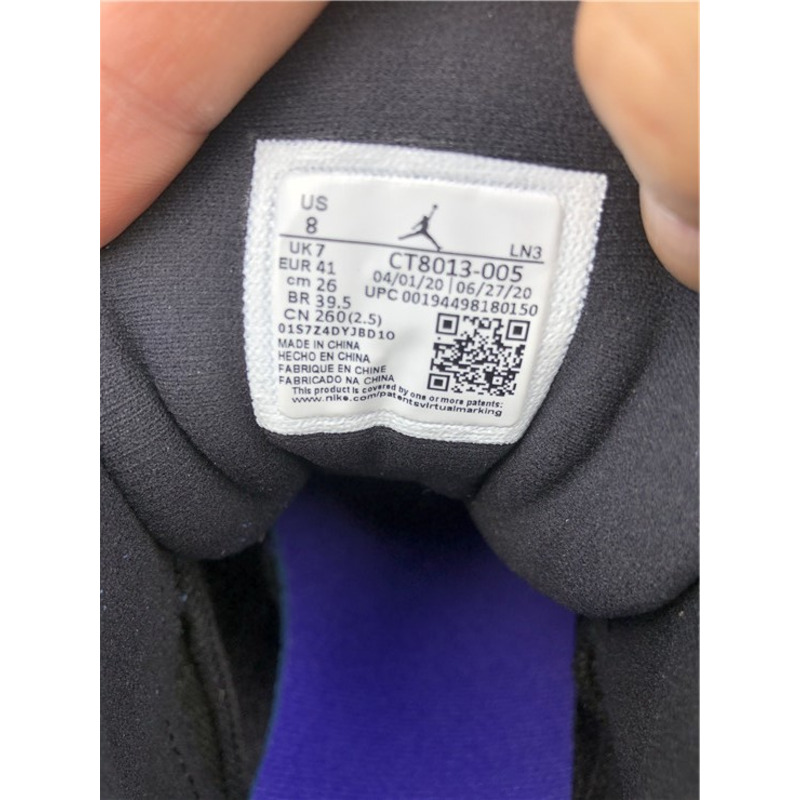 US
8
LN3
UK 7
CT8013-005
EUR 41
04/01/20 | 06/27/20
cm 26
UPC 00194498180150
BR 39.5
CN 260(2.5)
01S7Z4DYJBD10
MADE IN CHINA
HECHO EN CHINA
FABRIQUE EN CHINE
FABRICADO NA CHINA
This product is covered by one or more patents:
www.nike.com/patentsvirtualmarking